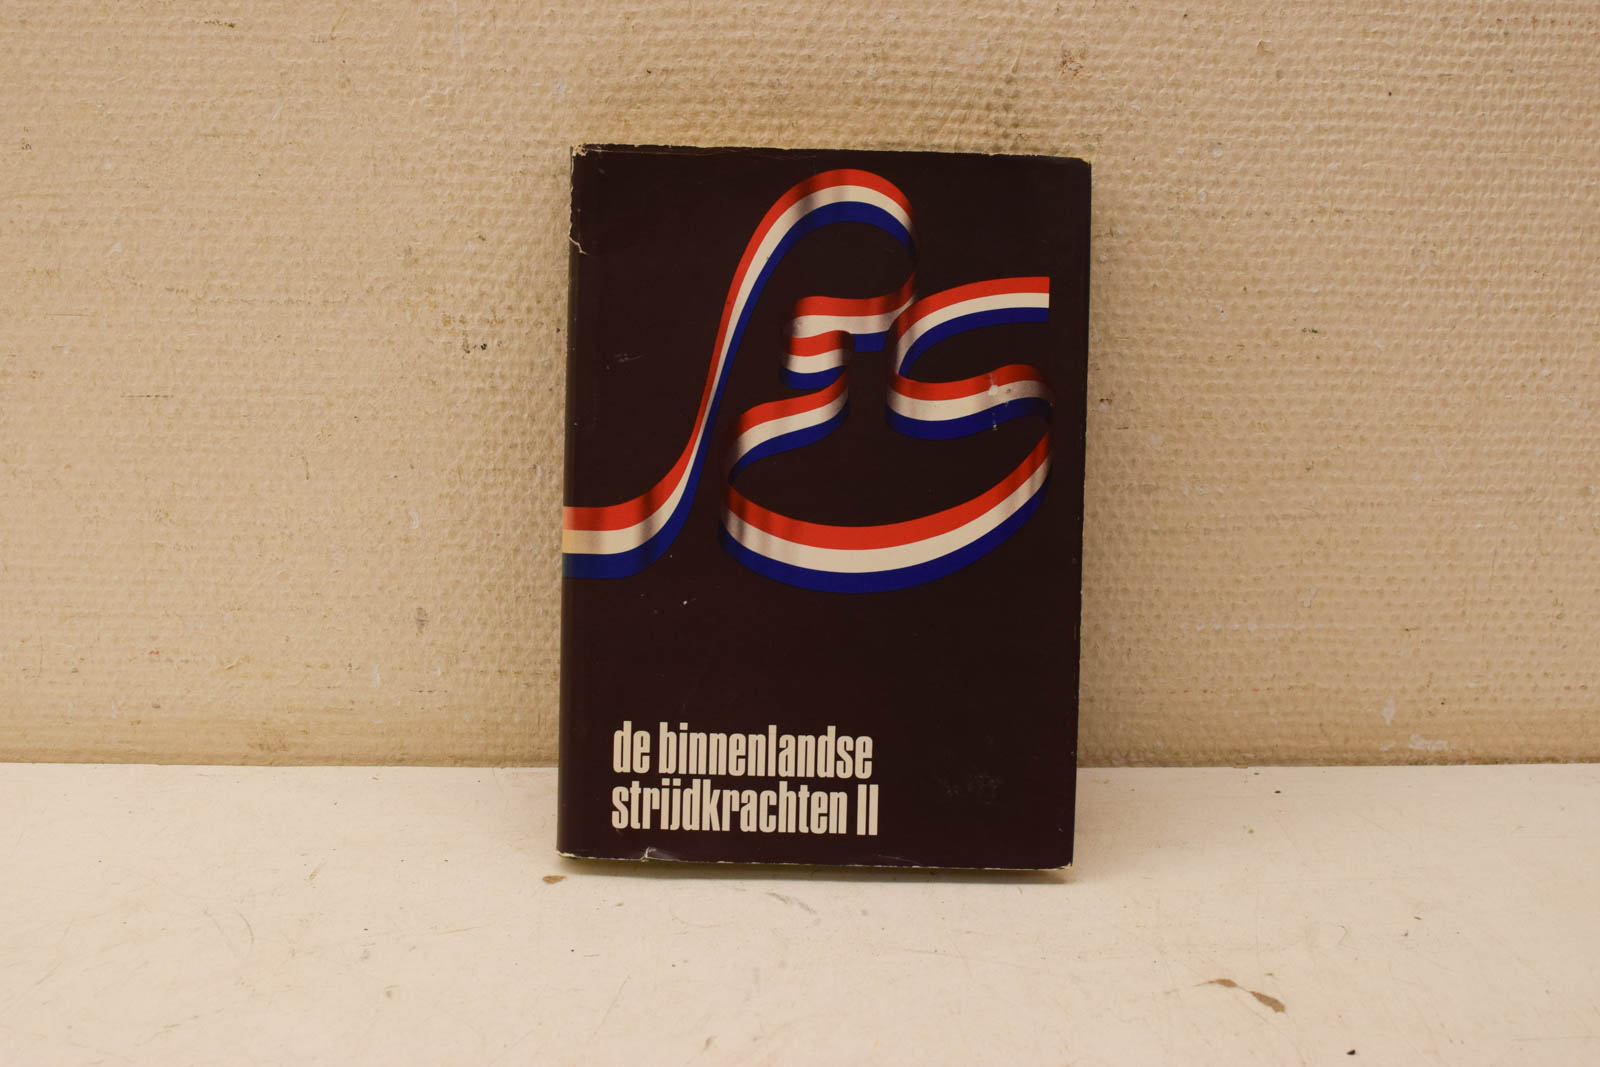 de binnenlandse
strijdkrachten II